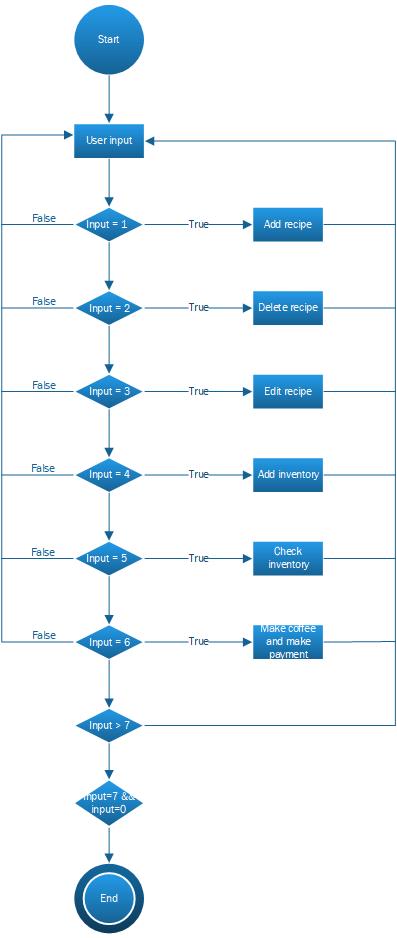 Start
User input
Input = 1
False
True
Add recipe
Input = 2
False
True
Delete recipe
Input = 3
False
True
Edit recipe
Input = 4
False
True
Add inventory
Input = 5
False
True
Check
inventory
Input = 6
False
True
Make coffee
and make
payment
Input > 7
Input=7 &&
input=0
End